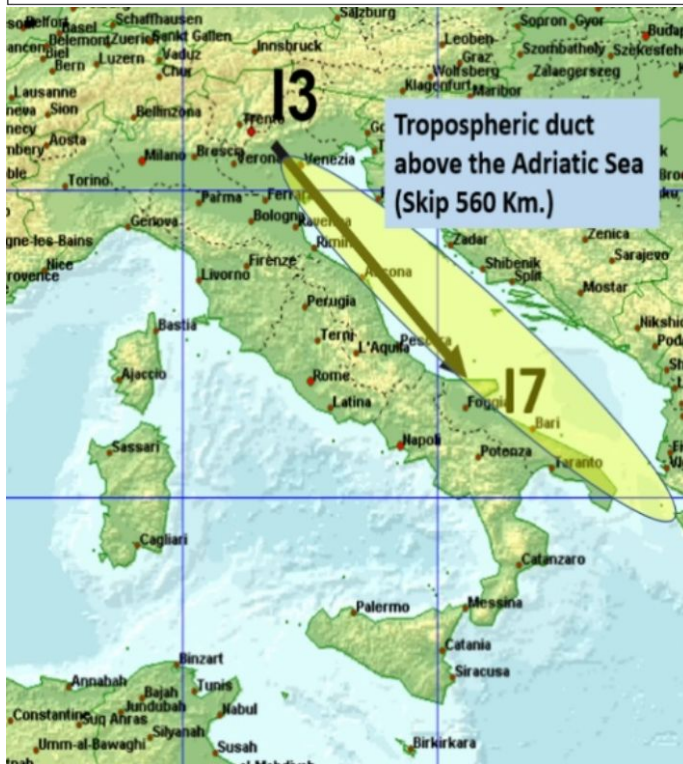 Salzburg
Belfort
Schaffhausen
Basel
Belemont
Zuerich
Sankt Gallen
Sopron
Gyor
Innsbruck
Leoben
Biel
Luzern
Vaduz
Graz
Szombathely
Bern
Chur
Wolfsberg
Zalaegerszeg
Klagenfurt
Maribor
Lausanne
Sion
Bellinzona
I3
Trento
Aosta
Milano
Brescia
Verona
Venezia
Tropospheric duct
above the Adriatic Sea
(Skip 560 Km.)
Torino
Parma
Ferrara
Genova
Bologna
Ravenna
Rimini
Zadar
Zenica
Sarajevo
Nice
Livorno
Firenze
Ancona
Shibenik
Split
Mostar
Perugia
Bastia
Terni
L'Aquila
Pescara
Ajaccio
Rome
Latina
Foggia
I7
Bari
Sassari
Napoli
Potenza
Taranto
Cagliari
Catanzaro
Palermo
Messina
Catania
Siracusa
Binzart
Annabah
Bajah
Tunis
Jundubah
Nabul
Constantine
Suq Ahras
Silyanah
Umm-al-Bawaghi
Susah
Birkirkara